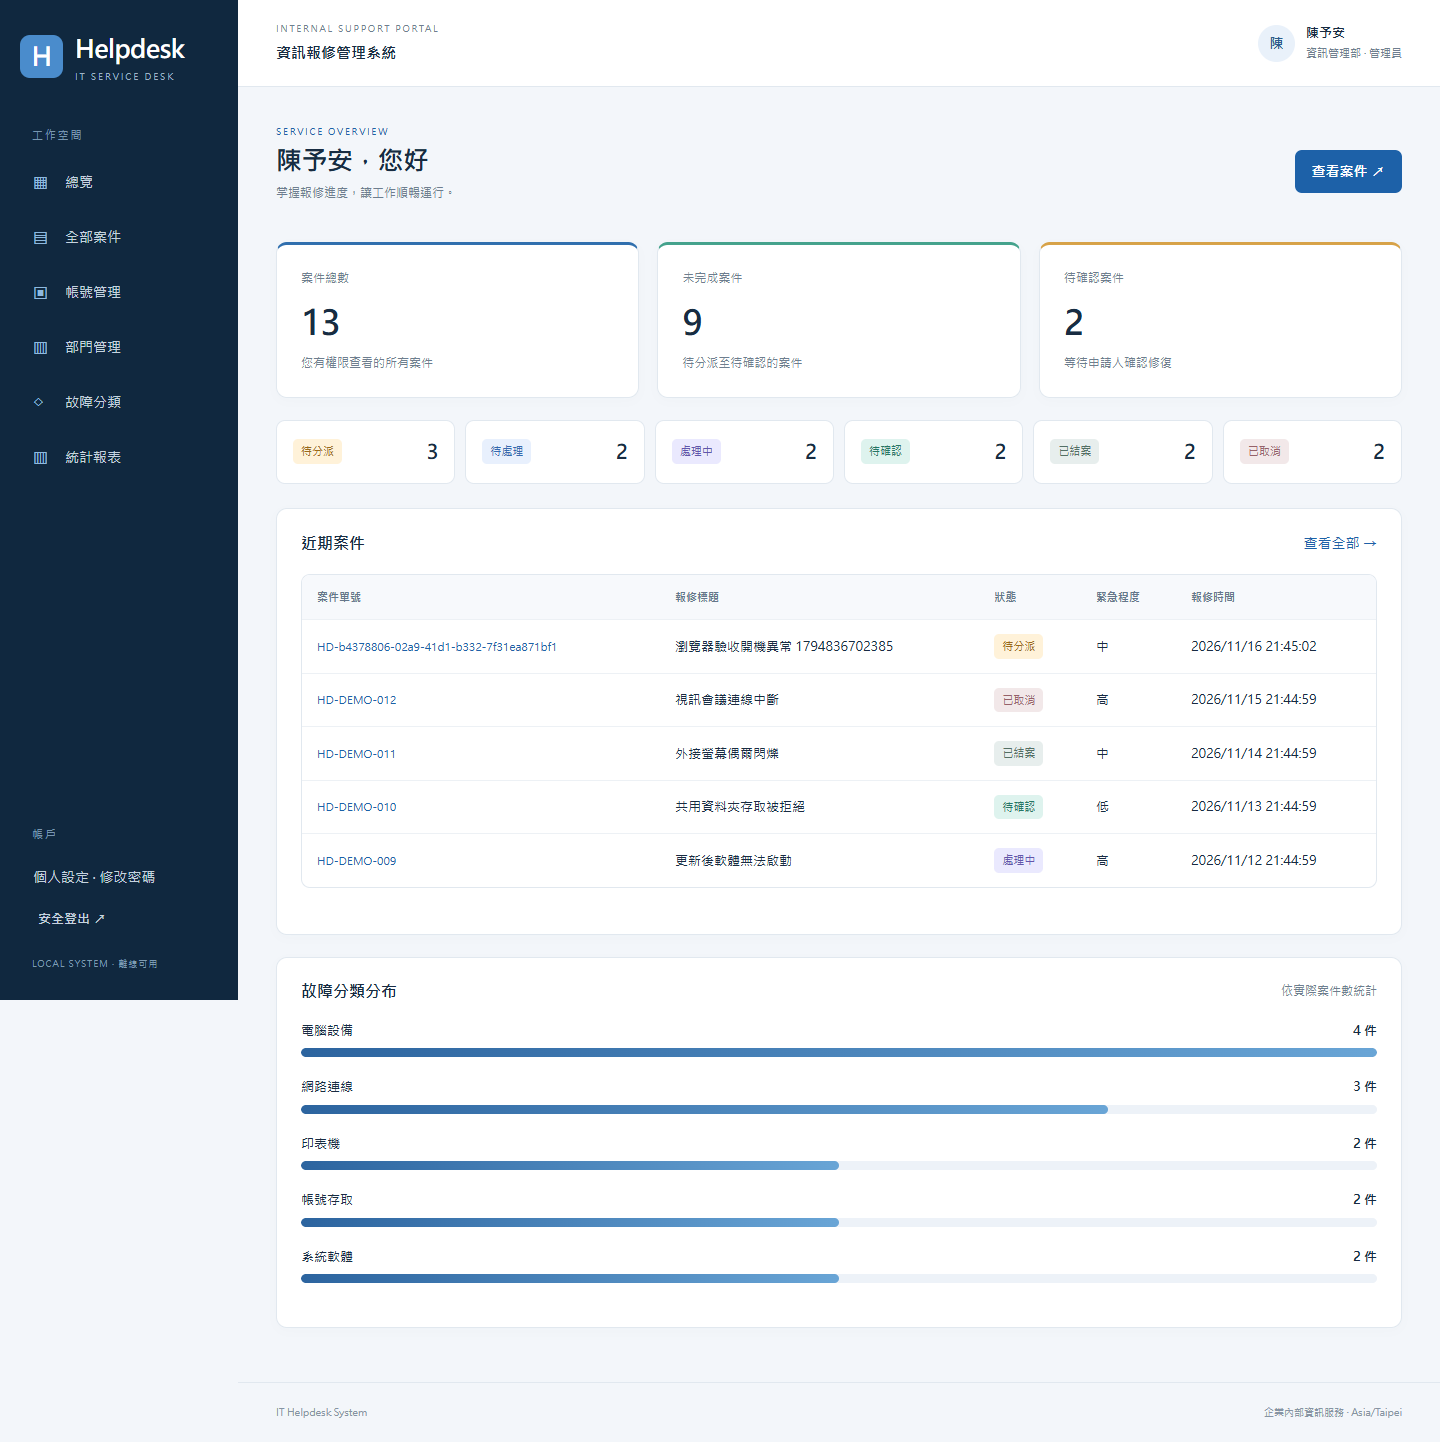 H
Helpdesk
IT SERVICE DESK
工作空間
總覽
全部案件
帳號管理
部門管理
故障分類
統計報表
帳戶
個人設定 · 修改密碼
安全登出 ↗
LOCAL SYSTEM · 離線可用
INTERNAL SUPPORT PORTAL
資訊報修管理系統
陳
陳予安
資訊管理部 · 管理員
SERVICE OVERVIEW
陳予安，您好
掌握報修進度，讓工作順暢運行。
查看案件 ↗
案件總數
13
您有權限查看的所有案件
未完成案件
9
待分派至待確認的案件
待確認案件
2
等待申請人確認修復
待分派 3
待處理 2
處理中 2
待確認 2
已結案 2
已取消 2
近期案件
查看全部 →
案件單號 報修標題 狀態 緊急程度 報修時間
HD-b4378806-02a9-41d1-b332-7f31ea871bf1 瀏覽器驗收開機異常 1794836702385 待分派 中 2026/11/16 21:45:02
HD-DEMO-012 視訊會議連線中斷 已取消 高 2026/11/15 21:44:59
HD-DEMO-011 外接螢幕偶爾閃爍 已結案 中 2026/11/14 21:44:59
HD-DEMO-010 共用資料夾存取被拒絕 待確認 低 2026/11/13 21:44:59
HD-DEMO-009 更新後軟體無法啟動 處理中 高 2026/11/12 21:44:59
故障分類分布
依實際案件數統計
電腦設備 4 件
網路連線 3 件
印表機 2 件
帳號存取 2 件
系統軟體 2 件
IT Helpdesk System
企業內部資訊服務 · Asia/Taipei